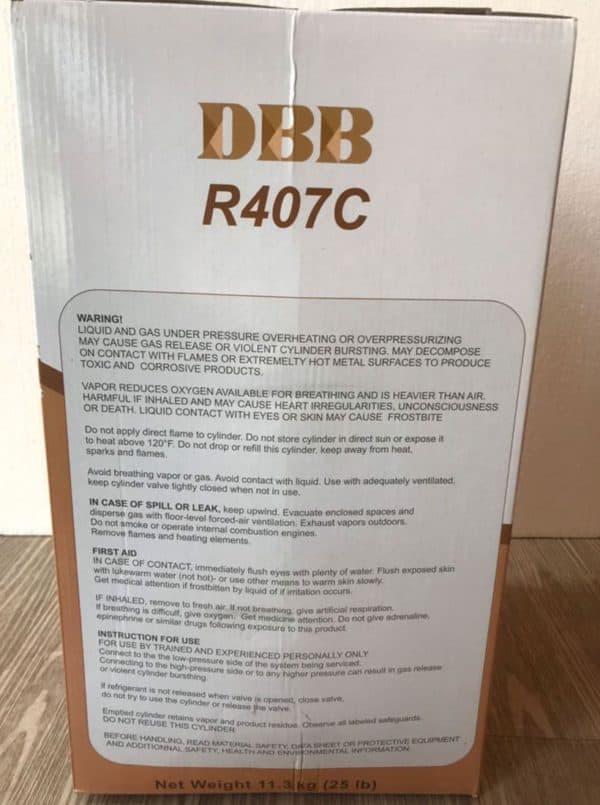 DBB
R407C
WARING!
LIQUID AND GAS UNDER PRESSURE OVERHEATING OR OVERPRESSURIZING
MAY CAUSE GAS RELEASE OR VIOLENT CYLINDER BURSTING. MAY DECOMPOSE
ON CONTACT WITH FLAMES OR EXTREMELTY HOT METAL SURFACES TO PRODUCE
TOXIC AND CORROSIVE PRODUCTS.
VAPOR REDUCES OXYGEN AVAILABLE FOR BREATIHING AND IS HEAVIER THAN AIR.
HARMFUL IF INHALED AND MAY CAUSE HEART IRREGULARITIES, UNCONSCIOUSNESS
OR DEATH. LIQUID CONTACT WITH EYES OR SKIN MAY CAUSE FROSTBITE
Do not apply direct flame to cylinder. Do not store cylinder in direct sun or expose it
to heat above 120°F. Do not drop or refill this cylinder. keep away from heat,
sparks and flames.
Avoid breathing vapor or gas. Avoid contact with liquid. Use with adequately ventilated.
keep cylinder valve tightly closed when not in use.
IN CASE OF SPILL OR LEAK, keep upwind. Evacuate enclosed spaces and
disperse gas with floor-level forced-air ventilation. Exhaust vapors outdoors.
Do not smoke or operate internal combustion engines.
Remove flames and heating elements.
FIRST AID
IN CASE OF CONTACT, immediately flush eyes with plenty of water. Flush exposed skin
with lukewarm water (not hot)- or use other means to warm skin slowly.
Get medical attention if frostbitten by liquid of if irritation occurs.
IF INHALED, remove to fresh air. If not breathing, give artificial respiration.
If breathing is difficult, give oxygen. Get medicine attention. Do not give adrenaline,
epinephrine or similar drugs following exposure to this product.
INSTRUCTION FOR USE
FOR USE BY TRAINED AND EXPERIENCED PERSONALLY ONLY
Connect to the the low-pressure side of the system being serviced.
Connecting to the high-pressure side or to any higher pressure can result in gas release
or violent cylinder bursthing.
If refrigerant is not released when valve is opened, close valve,
do not try to use the cylinder or release the valve.
Emptied cylinder retains vapor and product residue. Observe all labeled safeguards.
DO NOT REUSE THIS CYLINDER
BEFORE HANDLING, READ MATERIAL SAFETY, DATA SHEET OR PROTECTIVE EQUIPMENT
AND ADDITIONNAL SAFETY, HEALTH AND ENVIRONMENTAL INFORMATION
Net Weight 11.3 kg (25 lb)